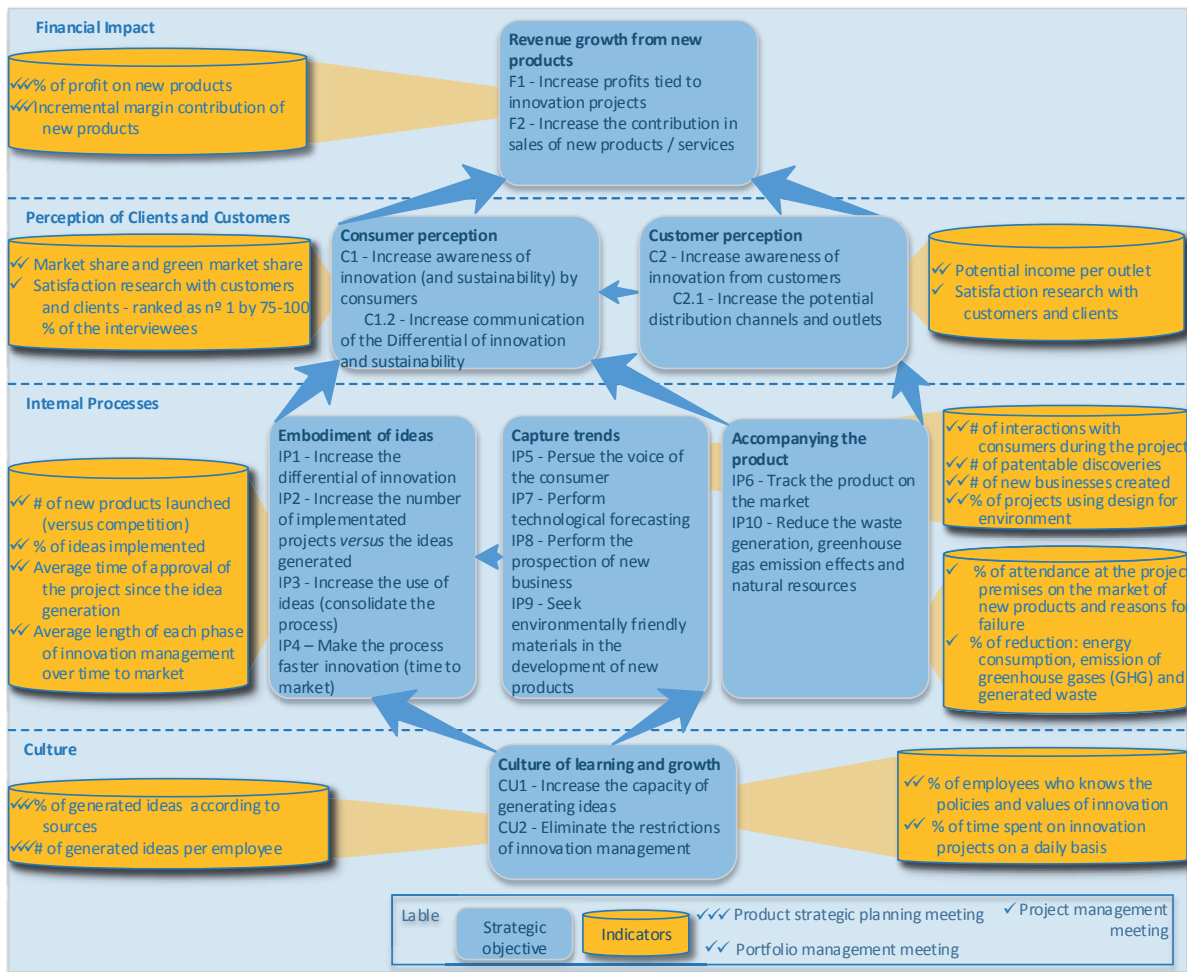 Financial Impact
✓✓✓% of profit on new products
✓✓✓Incremental margin contribution of
new products
Revenue growth from new
products
F1 - Increase profits tied to
innovation projects
F2 - Increase the contribution in
sales of new products / services
Perception of Clients and Customers
✓✓ Market share and green market share
✓ Satisfaction research with customers
and clients - ranked as nº 1 by 75-100
% of the interviewees
Consumer perception
C1 - Increase awareness of
innovation (and sustainability) by
consumers
C1.2 - Increase communication
of the Differential of innovation
and sustainability
Customer perception
C2 - Increase awareness of
innovation from customers
C2.1 - Increase the potential
distribution channels and outlets
✓✓ Potential income per outlet
✓ Satisfaction research with
customers and clients
Internal Processes
✓✓ # of new products launched
(versus competition)
✓✓ % of ideas implemented
✓✓ Average time of approval of
the project since the idea
generation
✓✓ Average length of each phase
of innovation management
over time to market
Embodiment of ideas
IP1 - Increase the
differential of innovation
IP2 - Increase the number
of implementated
projects versus the ideas
generated
IP3 - Increase the use of
ideas (consolidate the
process)
IP4 – Make the process
faster innovation (time to
market)
Capture trends
IP5 - Persue the voice of
the consumer
IP7 - Perform
technological forecasting
IP8 - Perform the
prospection of new
business
IP9 - Seek
environmentally friendly
materials in the
development of new
products
Accompanying the
product
IP6 - Track the product on
the market
IP10 - Reduce the waste
generation, greenhouse
gas emission effects and
natural resources
✓✓# of interactions with
consumers during the project
✓✓# of patentable discoveries
✓✓# of new businesses created
✓✓% of projects using design for
environment
✓ % of attendance at the project
premises on the market of
new products and reasons for
failure
✓ % of reduction: energy
consumption, emission of
greenhouse gases (GHG) and
generated waste
Culture
✓✓✓% of generated ideas according to
sources
✓✓✓# of generated ideas per employee
Culture of learning and growth
CU1 - Increase the capacity of
generating ideas
CU2 - Eliminate the restrictions
of innovation management
✓✓ % of employees who knows the
policies and values of innovation
✓✓ % of time spent on innovation
projects on a daily basis
Lable
Strategic
objective
Indicators
✓✓✓ Product strategic planning meeting
✓✓ Portfolio management meeting
✓ Project management
meeting